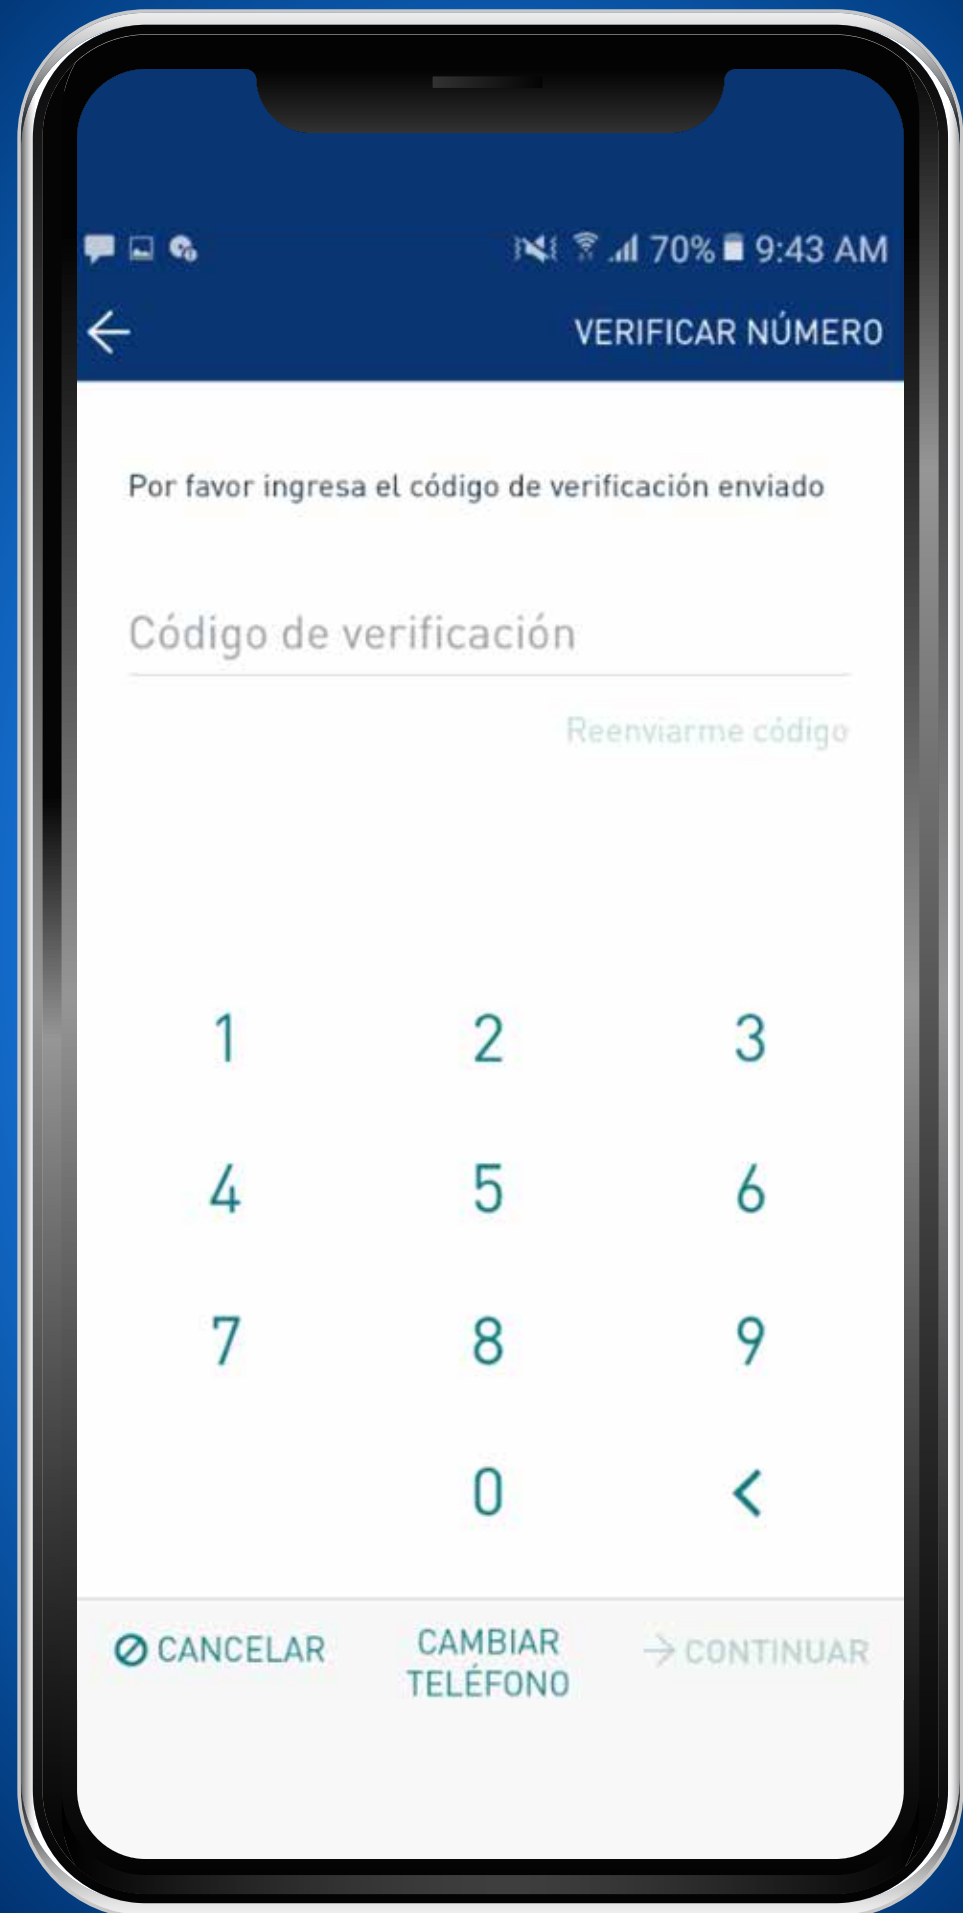 70% 9:43 AM
VERIFICAR NÚMERO
Por favor ingresa el código de verificación enviado
Código de verificación
Reenviarme código
1 2 3
4 5 6
7 8 9
0 <
CANCELAR CAMBIAR TELÉFONO → CONTINUAR